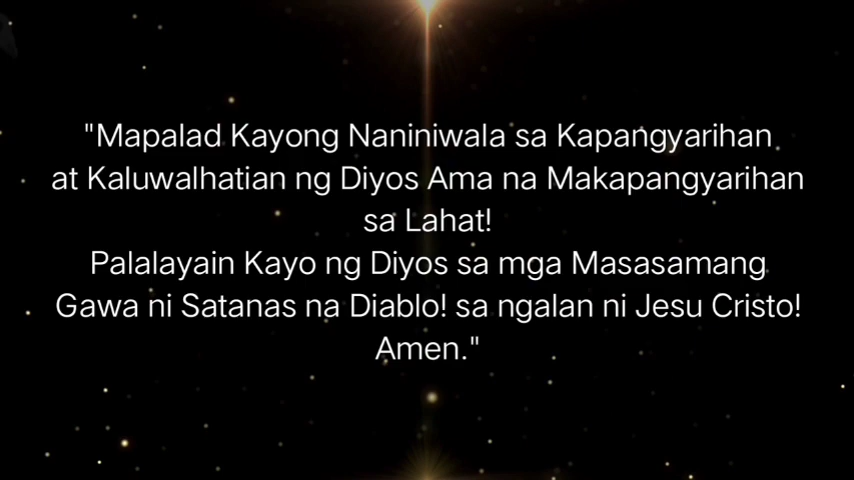 "Mapalad Kayong Naniniwala sa Kapangyarihan
at Kaluwalhatian ng Diyos Ama na Makapangyarihan
sa Lahat!
Palalayain Kayo ng Diyos sa mga Masasamang
Gawa ni Satanas na Diablo! sa ngalan ni Jesu Cristo!
Amen."